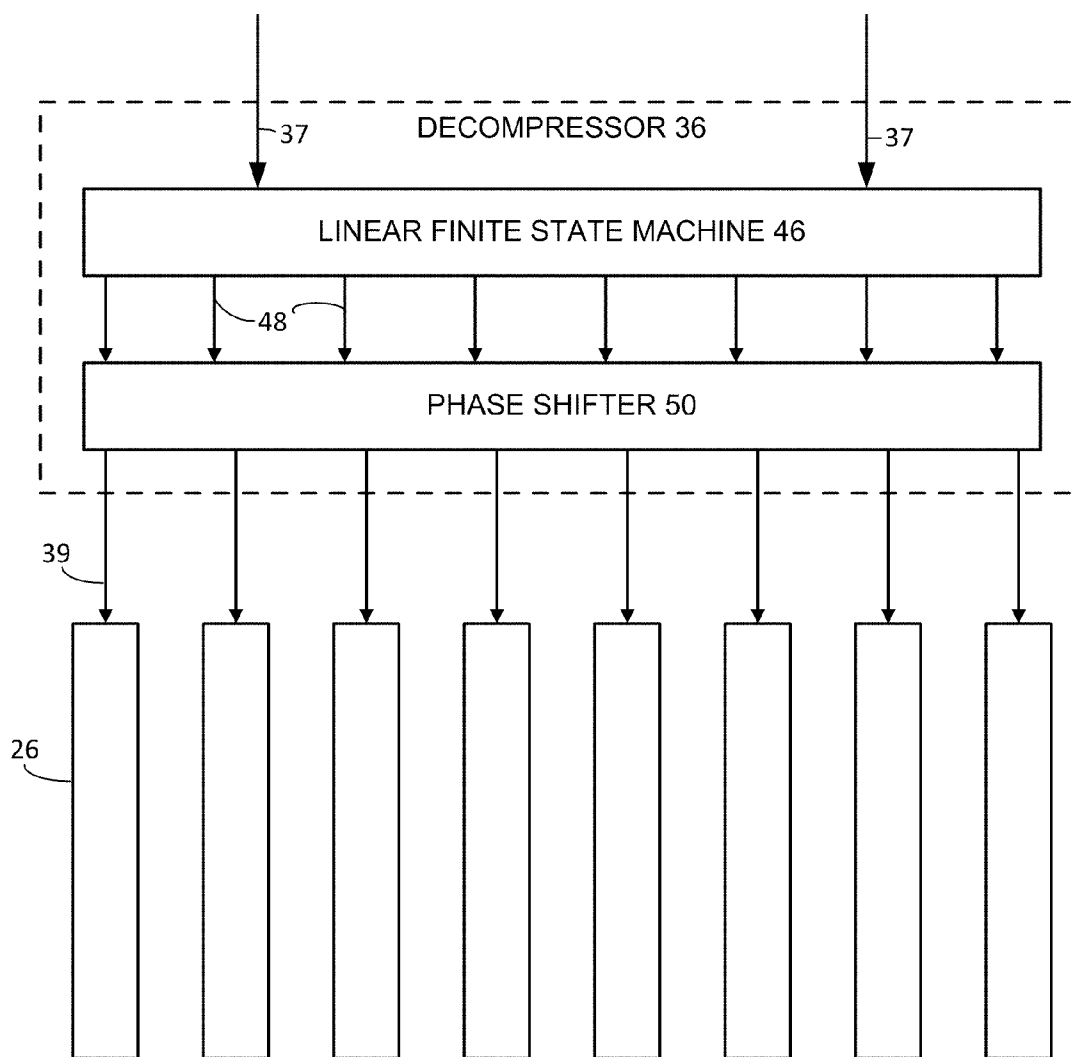 DECOMPRESSOR 36
37
37
LINEAR FINITE STATE MACHINE 46
48
PHASE SHIFTER 50
39
26